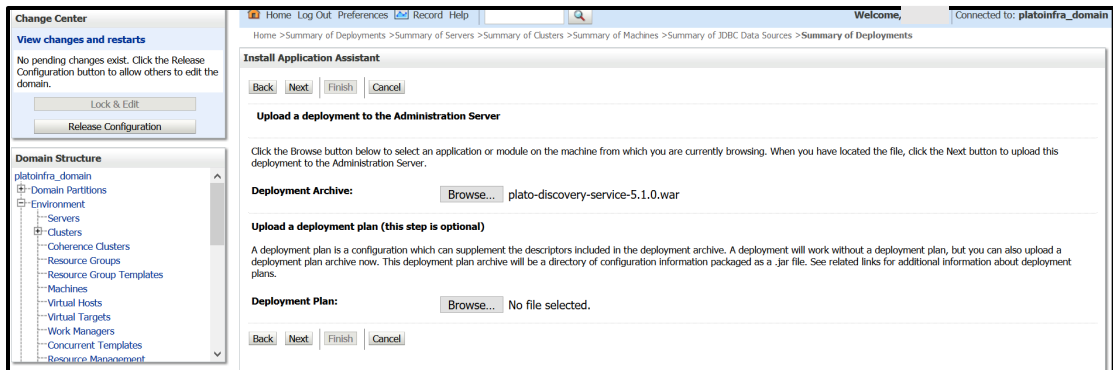 Change Center
View changes and restarts
No pending changes exist. Click the Release
Configuration button to allow others to edit the
domain.
Lock & Edit
Release Configuration
Domain Structure
platoinfra_domain
Domain Partitions
Environment
Servers
Clusters
Coherence Clusters
Resource Groups
Resource Group Templates
Machines
Virtual Hosts
Virtual Targets
Work Managers
Concurrent Templates
Resource Management
Home Log Out Preferences Record Help
Welcome,
Connected to: platoinfra_domain
Home >Summary of Deployments >Summary of Servers >Summary of Clusters >Summary of Machines >Summary of JDBC Data Sources >Summary of Deployments
Install Application Assistant
Back Next Finish Cancel
Upload a deployment to the Administration Server
Click the Browse button below to select an application or module on the machine from which you are currently browsing. When you have located the file, click the Next button to upload this
deployment to the Administration Server.
Deployment Archive: Browse... plato-discovery-service-5.1.0.war
Upload a deployment plan (this step is optional)
A deployment plan is a configuration which can supplement the descriptors included in the deployment archive. A deployment will work without a deployment plan, but you can also upload a
deployment plan archive now. This deployment plan archive will be a directory of configuration information packaged as a .jar file. See related links for additional information about deployment
plans.
Deployment Plan: Browse... No file selected.
Back Next Finish Cancel